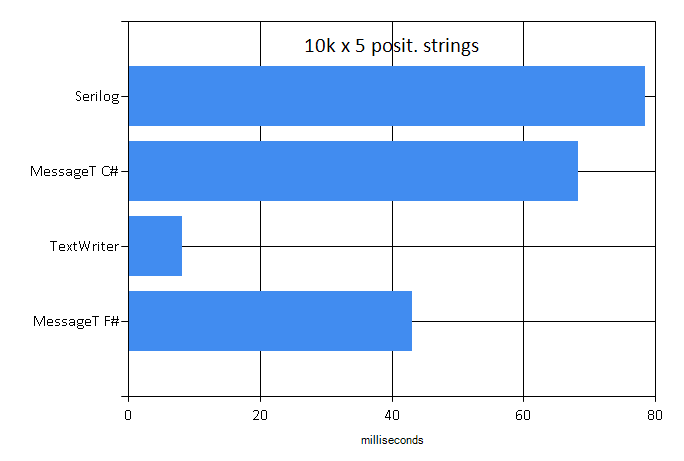 10k x 5 posit. strings
Serilog
MessageT C#
TextWriter
MessageT F#
0 20 40 60 80
milliseconds